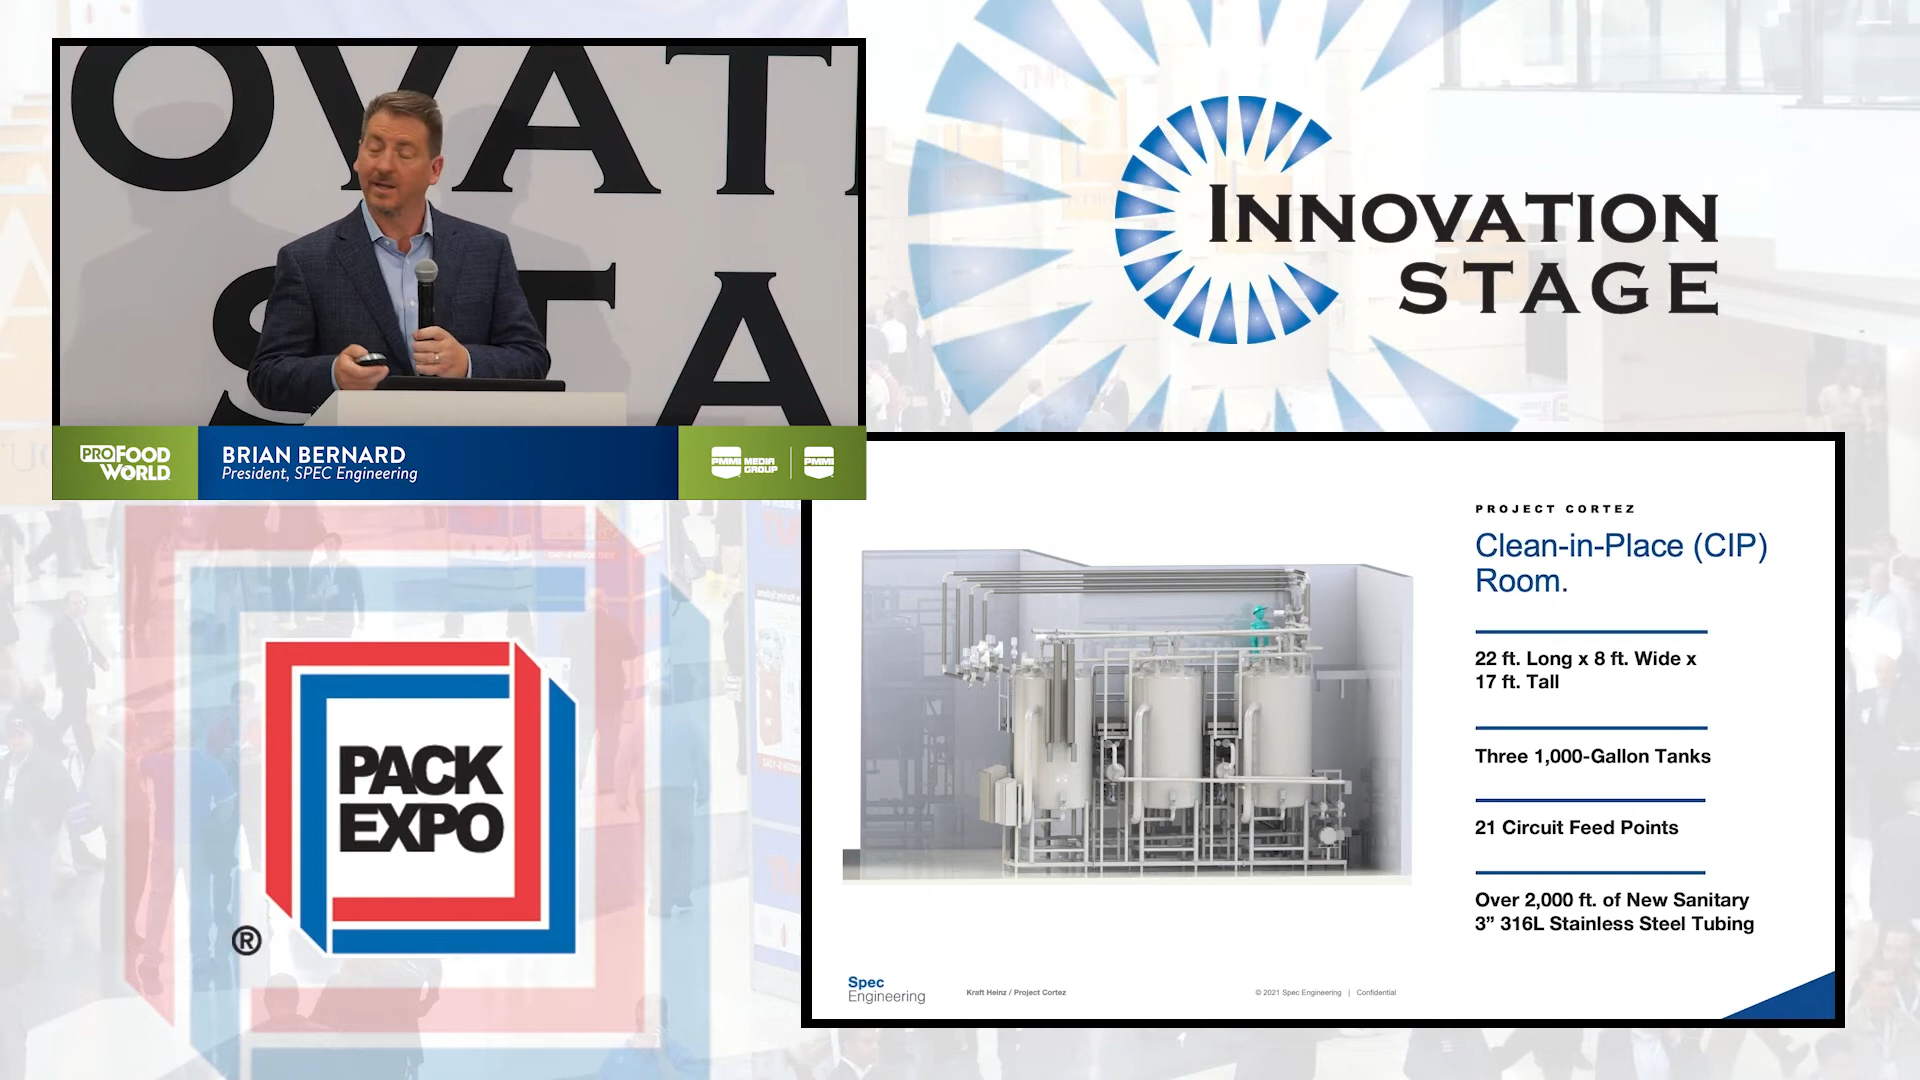 OVATI
STA
PROFOOD
WORLD
BRIAN BERNARD
President, SPEC Engineering
PMMI MEDIA
GROUP
PMMI
INNOVATION
STAGE
PACK
EXPO
®
PROJECT CORTEZ
Clean-in-Place (CIP)
Room.
22 ft. Long x 8 ft. Wide x
17 ft. Tall
Three 1,000-Gallon Tanks
21 Circuit Feed Points
Over 2,000 ft. of New Sanitary
3” 316L Stainless Steel Tubing
Spec
Engineering
Kraft Heinz / Project Cortez
© 2021 Spec Engineering | Confidential